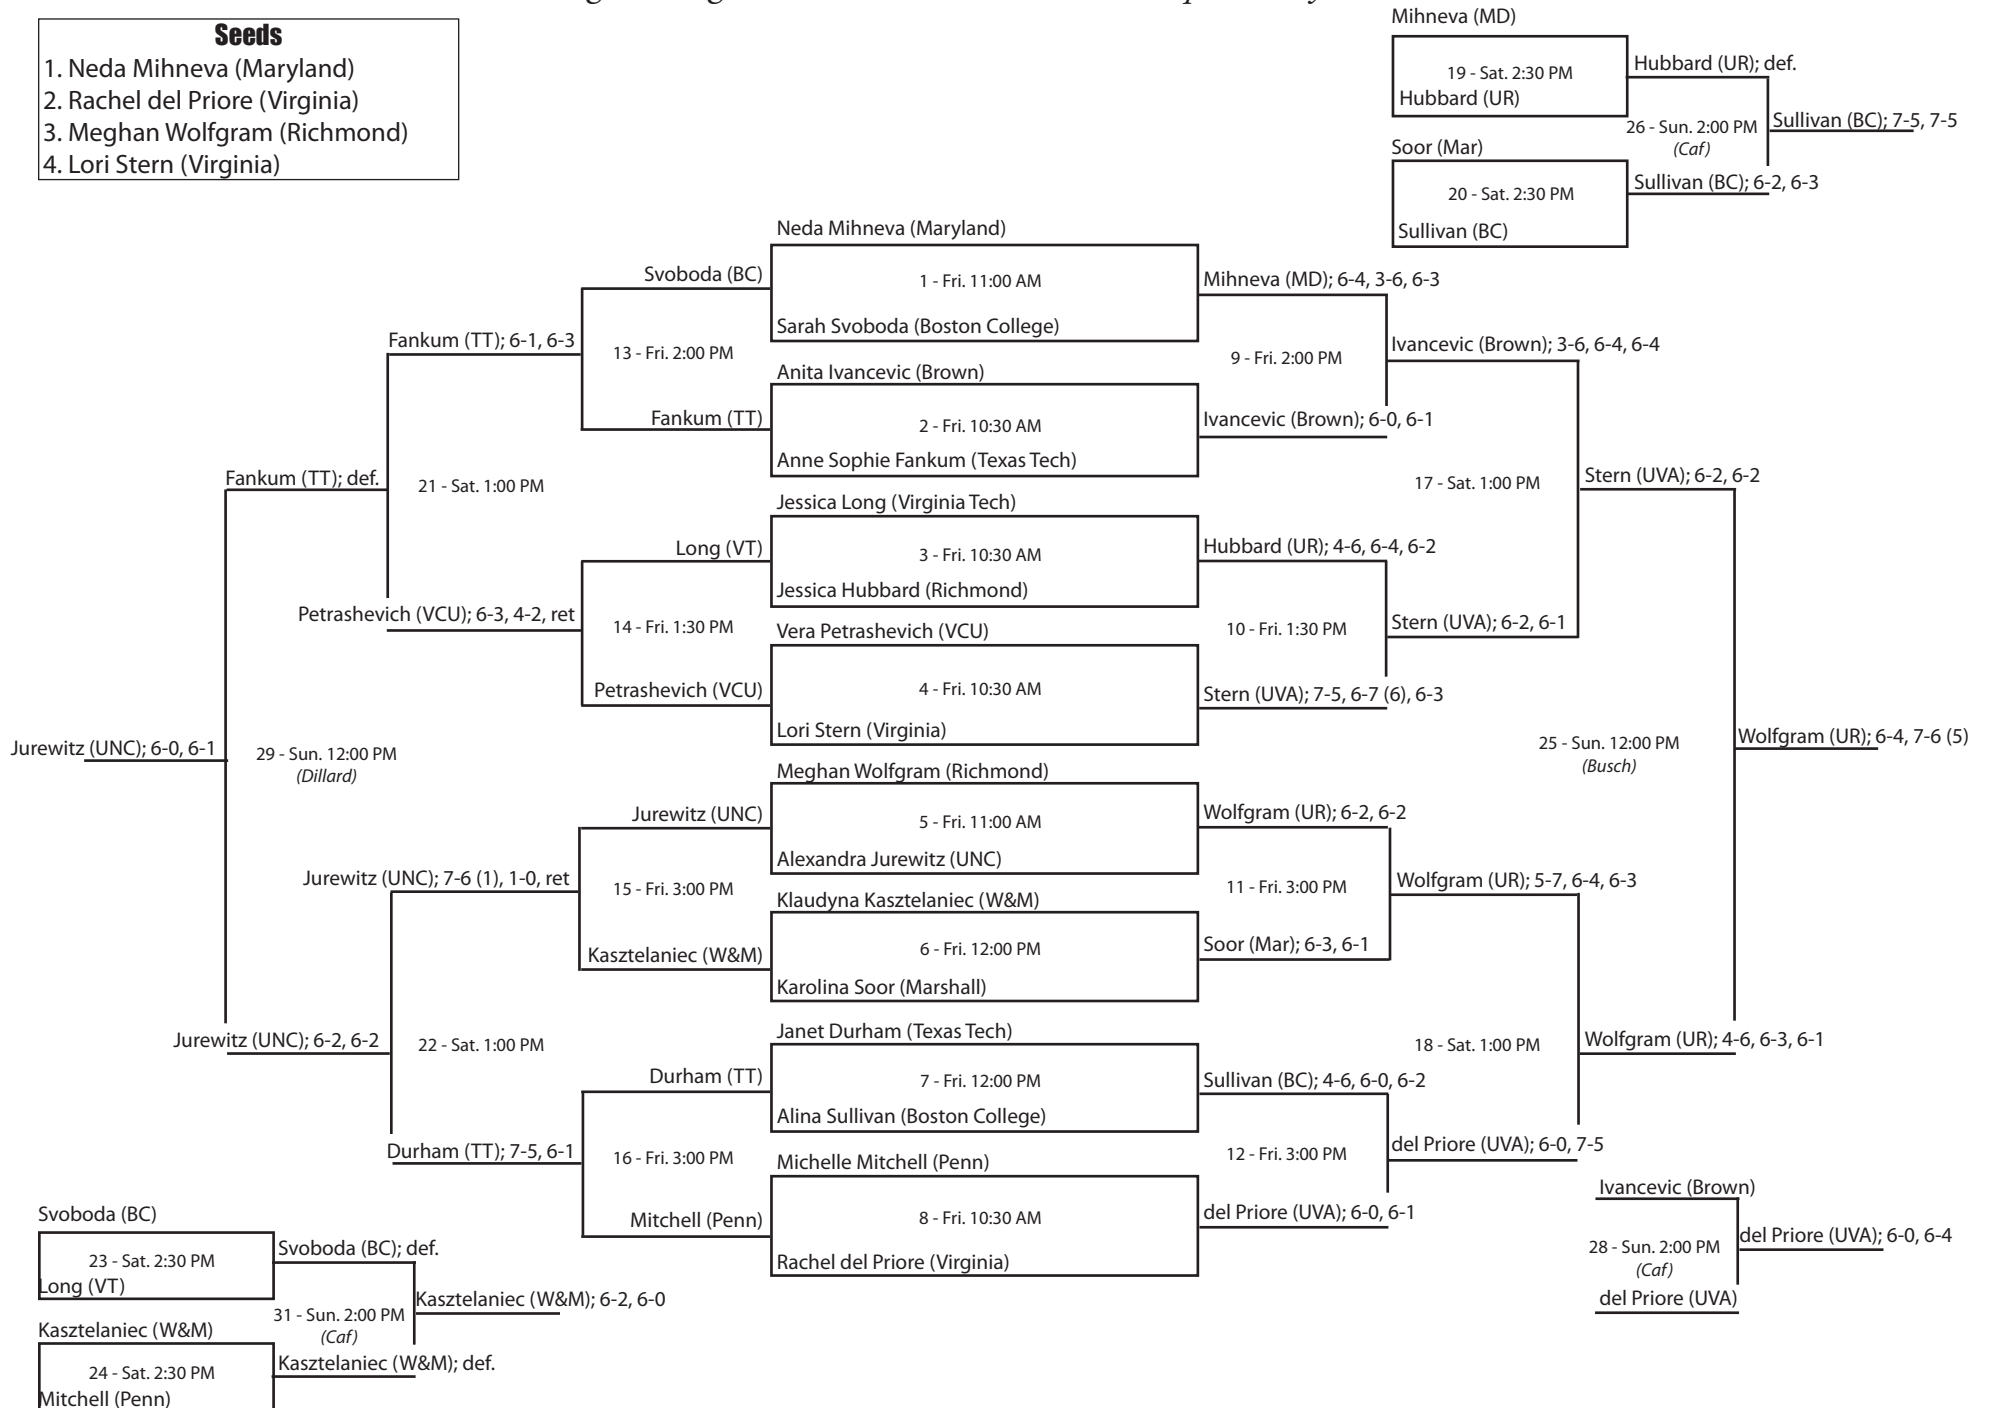 Seeds
1. Neda Mihneva (Maryland)
2. Rachel del Priore (Virginia)
3. Meghan Wolfgram (Richmond)
4. Lori Stern (Virginia)
Mihneva (MD)
19 - Sat. 2:30 PM
Hubbard (UR)
Hubbard (UR); def.
26 - Sun. 2:00 PM
(Caf)
Sullivan (BC); 7-5, 7-5
Soor (Mar)
20 - Sat. 2:30 PM
Sullivan (BC)
Sullivan (BC); 6-2, 6-3
Neda Mihneva (Maryland)
1 - Fri. 11:00 AM
Sarah Svoboda (Boston College)
Anita Ivancevic (Brown)
2 - Fri. 10:30 AM
Anne Sophie Fankum (Texas Tech)
Jessica Long (Virginia Tech)
3 - Fri. 10:30 AM
Jessica Hubbard (Richmond)
Vera Petrashevich (VCU)
4 - Fri. 10:30 AM
Lori Stern (Virginia)
Meghan Wolfgram (Richmond)
5 - Fri. 11:00 AM
Alexandra Jurewitz (UNC)
Klaudyna Kasztelaniec (W&M)
6 - Fri. 12:00 PM
Karolina Soor (Marshall)
Janet Durham (Texas Tech)
7 - Fri. 12:00 PM
Alina Sullivan (Boston College)
Michelle Mitchell (Penn)
8 - Fri. 10:30 AM
Rachel del Priore (Virginia)
Mihneva (MD); 6-4, 3-6, 6-3
9 - Fri. 2:00 PM
Ivancevic (Brown); 6-0, 6-1
Hubbard (UR); 4-6, 6-4, 6-2
10 - Fri. 1:30 PM
Stern (UVA); 7-5, 6-7 (6), 6-3
Wolfgram (UR); 6-2, 6-2
11 - Fri. 3:00 PM
Soor (Mar); 6-3, 6-1
Sullivan (BC); 4-6, 6-0, 6-2
12 - Fri. 3:00 PM
del Priore (UVA); 6-0, 6-1
Ivancevic (Brown); 3-6, 6-4, 6-4
17 - Sat. 1:00 PM
Stern (UVA); 6-2, 6-1
Wolfgram (UR); 5-7, 6-4, 6-3
18 - Sat. 1:00 PM
del Priore (UVA); 6-0, 7-5
Stern (UVA); 6-2, 6-2
25 - Sun. 12:00 PM
(Busch)
Wolfgram (UR); 4-6, 6-3, 6-1
Wolfgram (UR); 6-4, 7-6 (5)
Ivancevic (Brown)
28 - Sun. 2:00 PM
(Caf)
del Priore (UVA)
del Priore (UVA); 6-0, 6-4
Svoboda (BC)
13 - Fri. 2:00 PM
Fankum (TT)
Long (VT)
14 - Fri. 1:30 PM
Petrashevich (VCU)
Jurewitz (UNC)
15 - Fri. 3:00 PM
Kasztelaniec (W&M)
Durham (TT)
16 - Fri. 3:00 PM
Mitchell (Penn)
Fankum (TT); 6-1, 6-3
21 - Sat. 1:00 PM
Petrashevich (VCU); 6-3, 4-2, ret
Jurewitz (UNC); 7-6 (1), 1-0, ret
22 - Sat. 1:00 PM
Durham (TT); 7-5, 6-1
Fankum (TT); def.
29 - Sun. 12:00 PM
(Dillard)
Jurewitz (UNC); 6-2, 6-2
Jurewitz (UNC); 6-0, 6-1
Svoboda (BC)
23 - Sat. 2:30 PM
Long (VT)
Svoboda (BC); def.
31 - Sun. 2:00 PM
(Caf)
Kasztelaniec (W&M); 6-2, 6-0
Kasztelaniec (W&M)
24 - Sat. 2:30 PM
Mitchell (Penn)
Kasztelaniec (W&M); def.